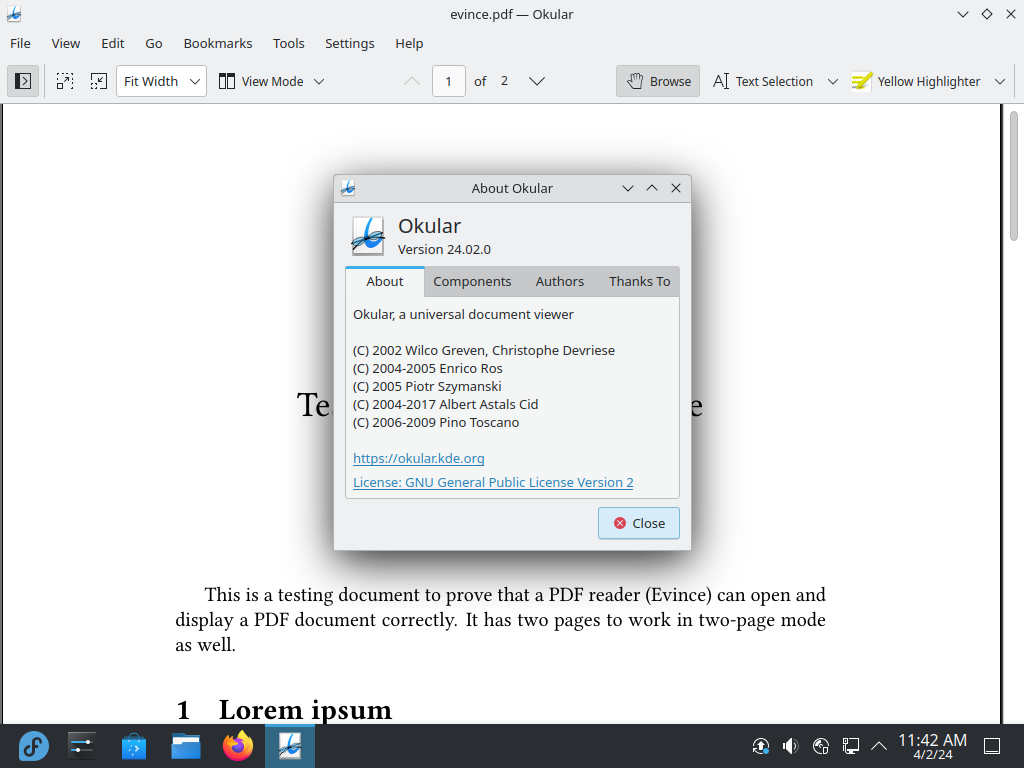 evince.pdf — Okular
File View Edit Go Bookmarks Tools Settings Help
Fit Width View Mode 1 of 2 Browse Text Selection Yellow Highlighter
About Okular
Okular
Version 24.02.0
About Components Authors Thanks To
Okular, a universal document viewer
(C) 2002 Wilco Greven, Christophe Devriese
(C) 2004-2005 Enrico Ros
(C) 2005 Piotr Szymanski
(C) 2004-2017 Albert Astals Cid
(C) 2006-2009 Pino Toscano
https://okular.kde.org
License: GNU General Public License Version 2
Close
This is a testing document to prove that a PDF reader (Evince) can open and
display a PDF document correctly. It has two pages to work in two-page mode
as well.
1 Lorem ipsum
11:42 AM
4/2/24